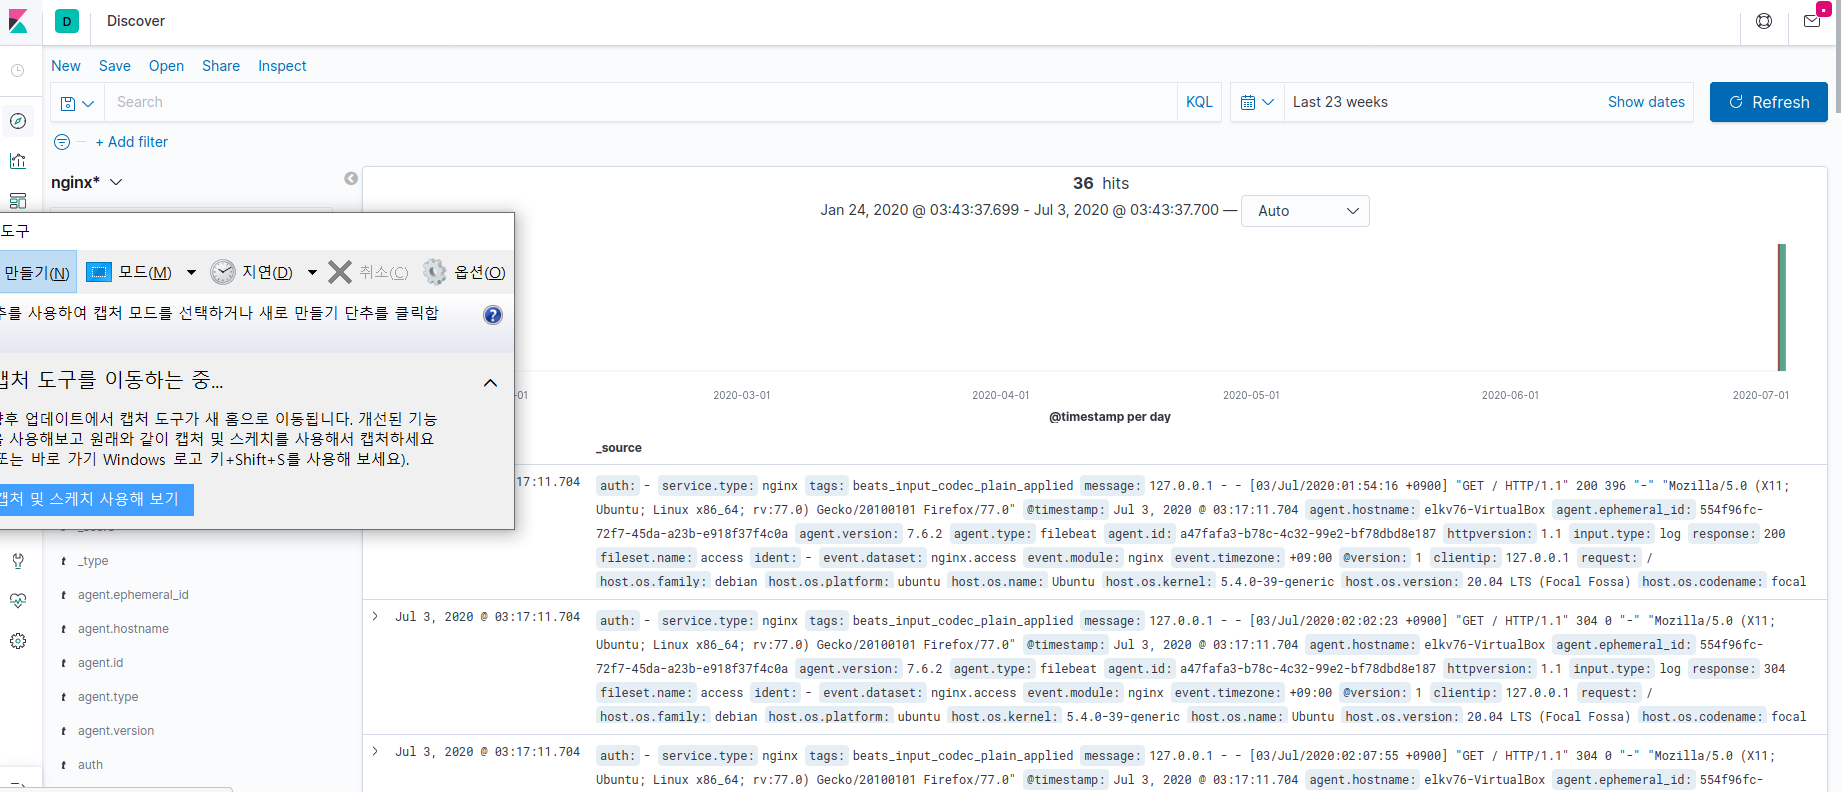 D Discover
New Save Open Share Inspect
Search KQL Last 23 weeks Show dates Refresh
+ Add filter
nginx*
36 hits
Jan 24, 2020 @ 03:43:37.699 - Jul 3, 2020 @ 03:43:37.700 — Auto
도구
만들기(N) 모드(M) 지연(D) 취소(C) 옵션(O)
사용하여 캡처 모드를 선택하거나 새로 만들기 단추를 클릭합
캡처 도구를 이동하는 중...
향후 업데이트에서 캡처 도구가 새 홈으로 이동됩니다. 개선된 기능
사용해보고 원래와 같이 캡처 및 스케치를 사용해서 캡처하세요
또는 바로 가기 Windows 로고 키+Shift+S를 사용해 보세요).
캡처 및 스케치 사용해 보기
-01 2020-03-01 2020-04-01 2020-05-01 2020-06-01 2020-07-01
@timestamp per day
_source
_type
agent.ephemeral_id
agent.hostname
agent.id
agent.type
agent.version
auth
17:11.704 auth: - service.type: nginx tags: beats_input_codec_plain_applied message: 127.0.0.1 - - [03/Jul/2020:01:54:16 +0900] "GET / HTTP/1.1" 200 396 "-" "Mozilla/5.0 (X11;
Ubuntu; Linux x86_64; rv:77.0) Gecko/20100101 Firefox/77.0" @timestamp: Jul 3, 2020 @ 03:17:11.704 agent.hostname: elkv76-VirtualBox agent.ephemeral_id: 554f96fc-
72f7-45da-a23b-e918f37f4c0a agent.version: 7.6.2 agent.type: filebeat agent.id: a47fafa3-b78c-4c32-99e2-bf78dbd8e187 httpversion: 1.1 input.type: log response: 200
fileset.name: access ident: - event.dataset: nginx.access event.module: nginx event.timezone: +09:00 @version: 1 clientip: 127.0.0.1 request: /
host.os.family: debian host.os.platform: ubuntu host.os.name: Ubuntu host.os.kernel: 5.4.0-39-generic host.os.version: 20.04 LTS (Focal Fossa) host.os.codename: focal
Jul 3, 2020 @ 03:17:11.704 auth: - service.type: nginx tags: beats_input_codec_plain_applied message: 127.0.0.1 - - [03/Jul/2020:02:02:23 +0900] "GET / HTTP/1.1" 304 0 "-" "Mozilla/5.0 (X11;
Ubuntu; Linux x86_64; rv:77.0) Gecko/20100101 Firefox/77.0" @timestamp: Jul 3, 2020 @ 03:17:11.704 agent.hostname: elkv76-VirtualBox agent.ephemeral_id: 554f96fc-
72f7-45da-a23b-e918f37f4c0a agent.version: 7.6.2 agent.type: filebeat agent.id: a47fafa3-b78c-4c32-99e2-bf78dbd8e187 httpversion: 1.1 input.type: log response: 304
fileset.name: access ident: - event.dataset: nginx.access event.module: nginx event.timezone: +09:00 @version: 1 clientip: 127.0.0.1 request: /
host.os.family: debian host.os.platform: ubuntu host.os.kernel: 5.4.0-39-generic host.os.name: Ubuntu host.os.version: 20.04 LTS (Focal Fossa) host.os.codename: focal
Jul 3, 2020 @ 03:17:11.704 auth: - service.type: nginx tags: beats_input_codec_plain_applied message: 127.0.0.1 - - [03/Jul/2020:02:07:55 +0900] "GET / HTTP/1.1" 304 0 "-" "Mozilla/5.0 (X11;
Ubuntu; Linux x86_64; rv:77.0) Gecko/20100101 Firefox/77.0" @timestamp: Jul 3, 2020 @ 03:17:11.704 agent.hostname: elkv76-VirtualBox agent.ephemeral_id: 554f96fc-